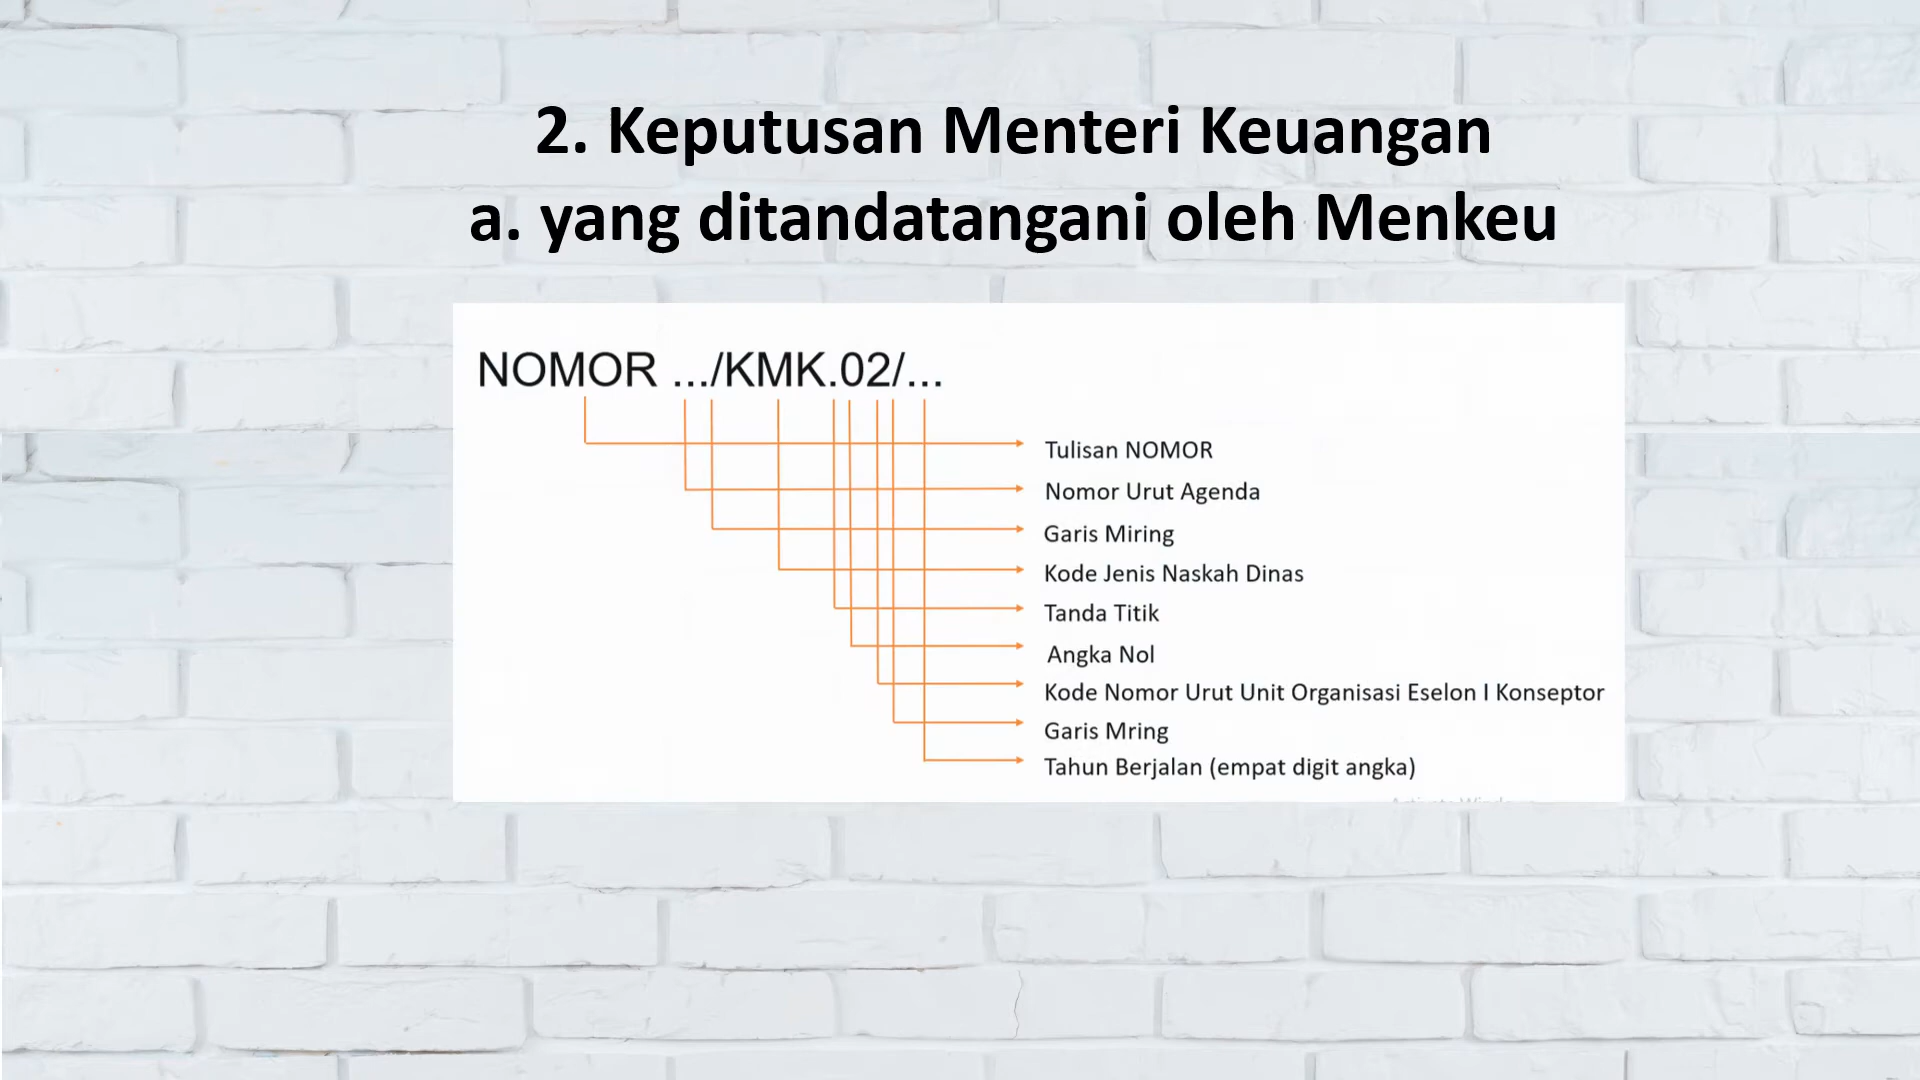 2. Keputusan Menteri Keuangan
a. yang ditandatangani oleh Menkeu
NOMOR .../KMK.02/...
Tulisan NOMOR
Nomor Urut Agenda
Garis Miring
Kode Jenis Naskah Dinas
Tanda Titik
Angka Nol
Kode Nomor Urut Unit Organisasi Eselon I Konseptor
Garis Mring
Tahun Berjalan (empat digit angka)